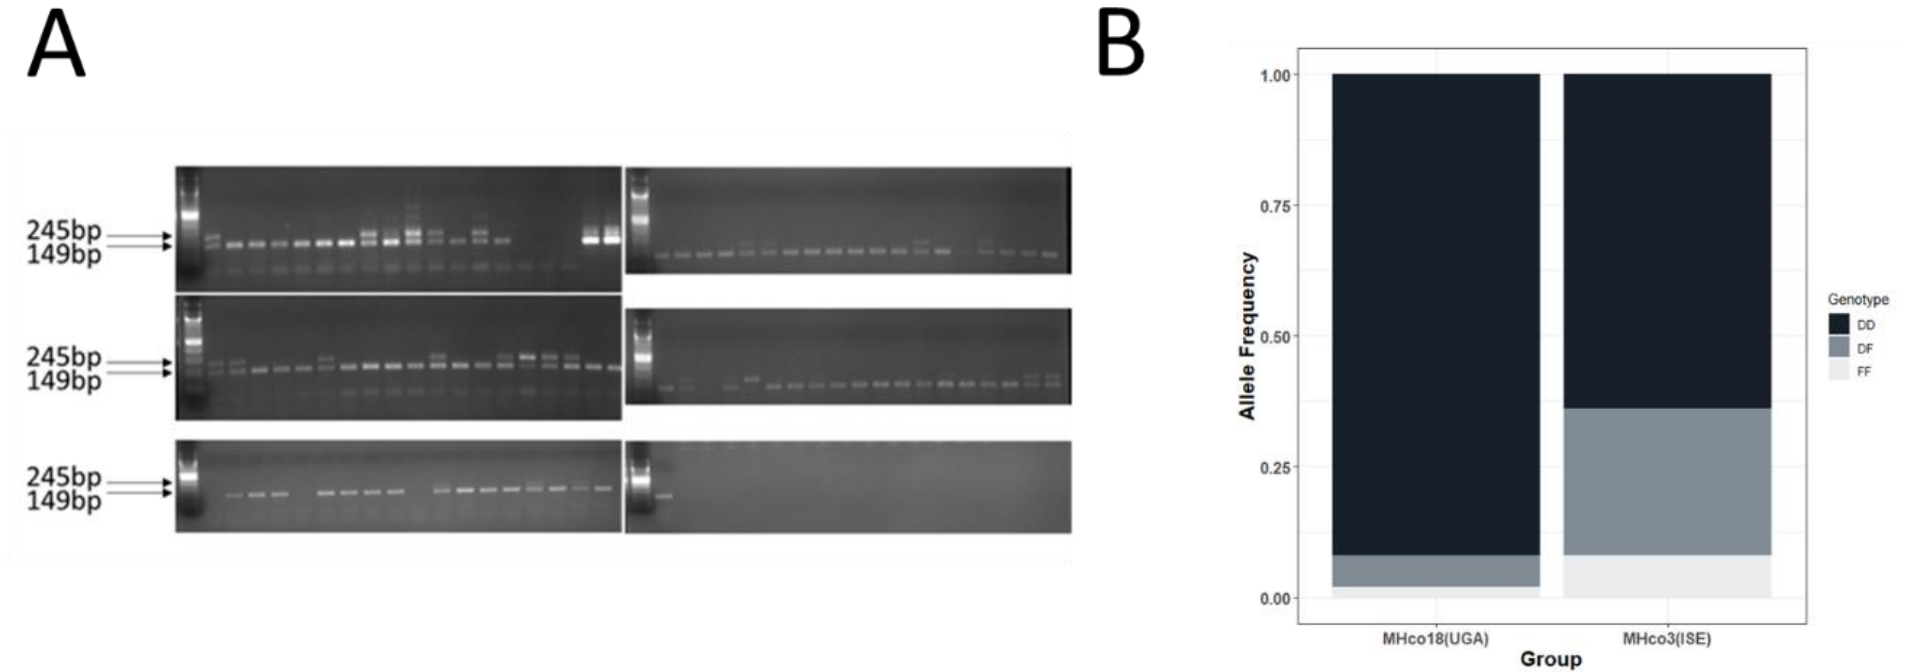 A
245bp
149bp
245bp
149bp
245bp
149bp
B
1.00
0.75
0.50
0.25
0.00
Allele Frequency
MHco18(UGA)
MHco3(ISE)
Group
Genotype
DD
DF
FF